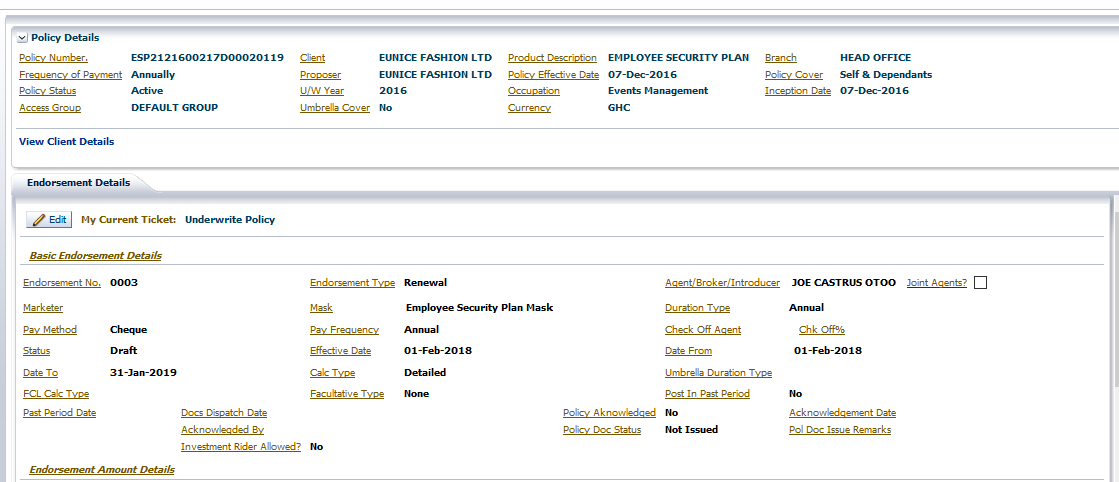 Policy Details
Policy Number. ESP2121600217D00020119 Client EUNICE FASHION LTD Product Description EMPLOYEE SECURITY PLAN Branch HEAD OFFICE
Frequency of Payment Annually Proposer EUNICE FASHION LTD Policy Effective Date 07-Dec-2016 Policy Cover Self & Dependants
Policy Status Active U/W Year 2016 Occupation Events Management Inception Date 07-Dec-2016
Access Group DEFAULT GROUP Umbrella Cover No Currency GHC
View Client Details
Endorsement Details
Edit My Current Ticket: Underwrite Policy
Basic Endorsement Details
Endorsement No. 0003 Endorsement Type Renewal Agent/Broker/Introducer JOE CASTRUS OTOO Joint Agents?
Marketer Mask Employee Security Plan Mask Duration Type Annual
Pay Method Cheque Pay Frequency Annual Check Off Agent Chk Off%
Status Draft Effective Date 01-Feb-2018 Date From 01-Feb-2018
Date To 31-Jan-2019 Calc Type Detailed Umbrella Duration Type
FCL Calc Type Facultative Type None Post In Past Period No
Past Period Date Docs Dispatch Date Policy Aknowledged No Acknowledgement Date
Acknowlegded By Policy Doc Status Not Issued Pol Doc Issue Remarks
Investment Rider Allowed? No
Endorsement Amount Details